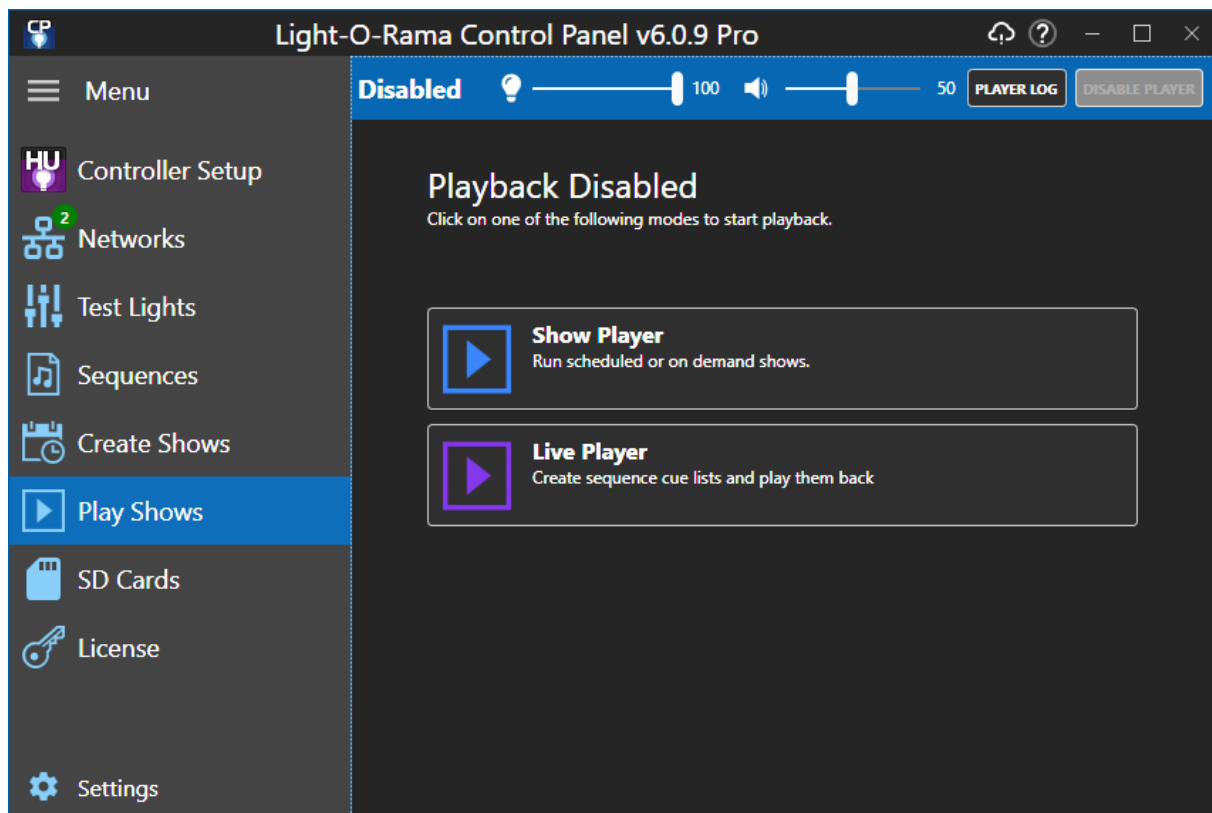 CP
Light-O-Rama Control Panel v6.0.9 Pro
?
Menu
Disabled 100 50 PLAYER LOG DISABLE PLAYER
HU Controller Setup
2
Networks
Test Lights
Sequences
Create Shows
Play Shows
SD Cards
License
Settings
Playback Disabled
Click on one of the following modes to start playback.
Show Player
Run scheduled or on demand shows.
Live Player
Create sequence cue lists and play them back